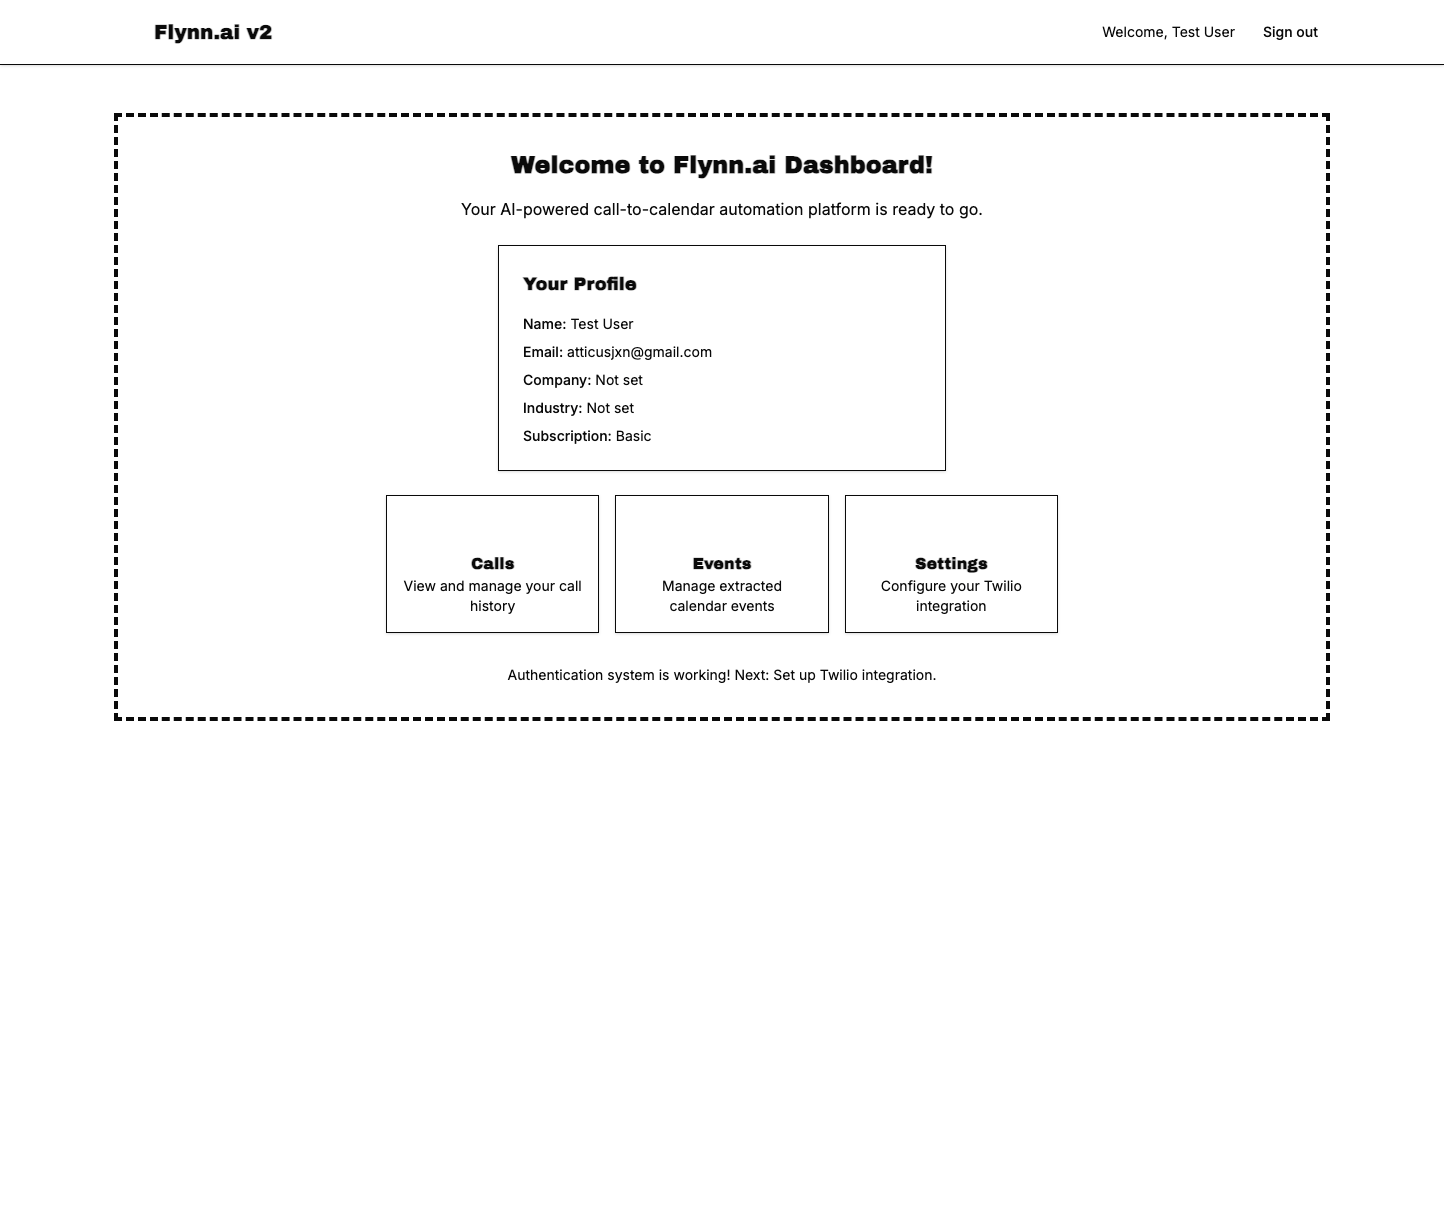 Flynn.ai v2
Welcome, Test User
Sign out
Welcome to Flynn.ai Dashboard!
Your AI-powered call-to-calendar automation platform is ready to go.
Your Profile
Name: Test User
Email: atticusjxn@gmail.com
Company: Not set
Industry: Not set
Subscription: Basic
Calls
View and manage your call
history
Events
Manage extracted
calendar events
Settings
Configure your Twilio
integration
Authentication system is working! Next: Set up Twilio integration.